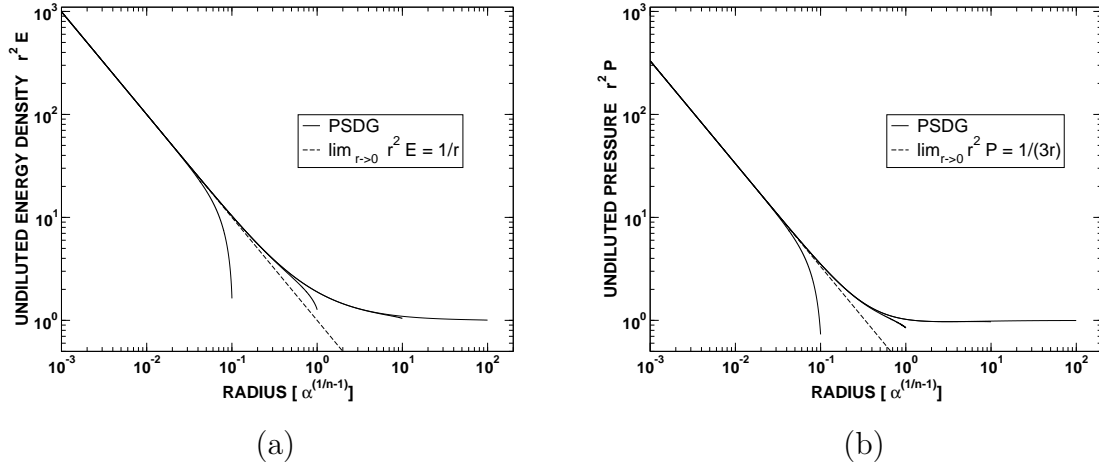 UNDILUTED ENERGY DENSITY r² E
10³
10²
10¹
10⁰
10⁻³ 10⁻² 10⁻¹ 10⁰ 10¹ 10²
RADIUS [ α^(1/n-1) ]
PSDG
lim r->0 r² E = 1/r
(a)
UNDILUTED PRESSURE r² P
10³
10²
10¹
10⁰
10⁻³ 10⁻² 10⁻¹ 10⁰ 10¹ 10²
RADIUS [ α^(1/n-1) ]
PSDG
lim r->0 r² P = 1/(3r)
(b)